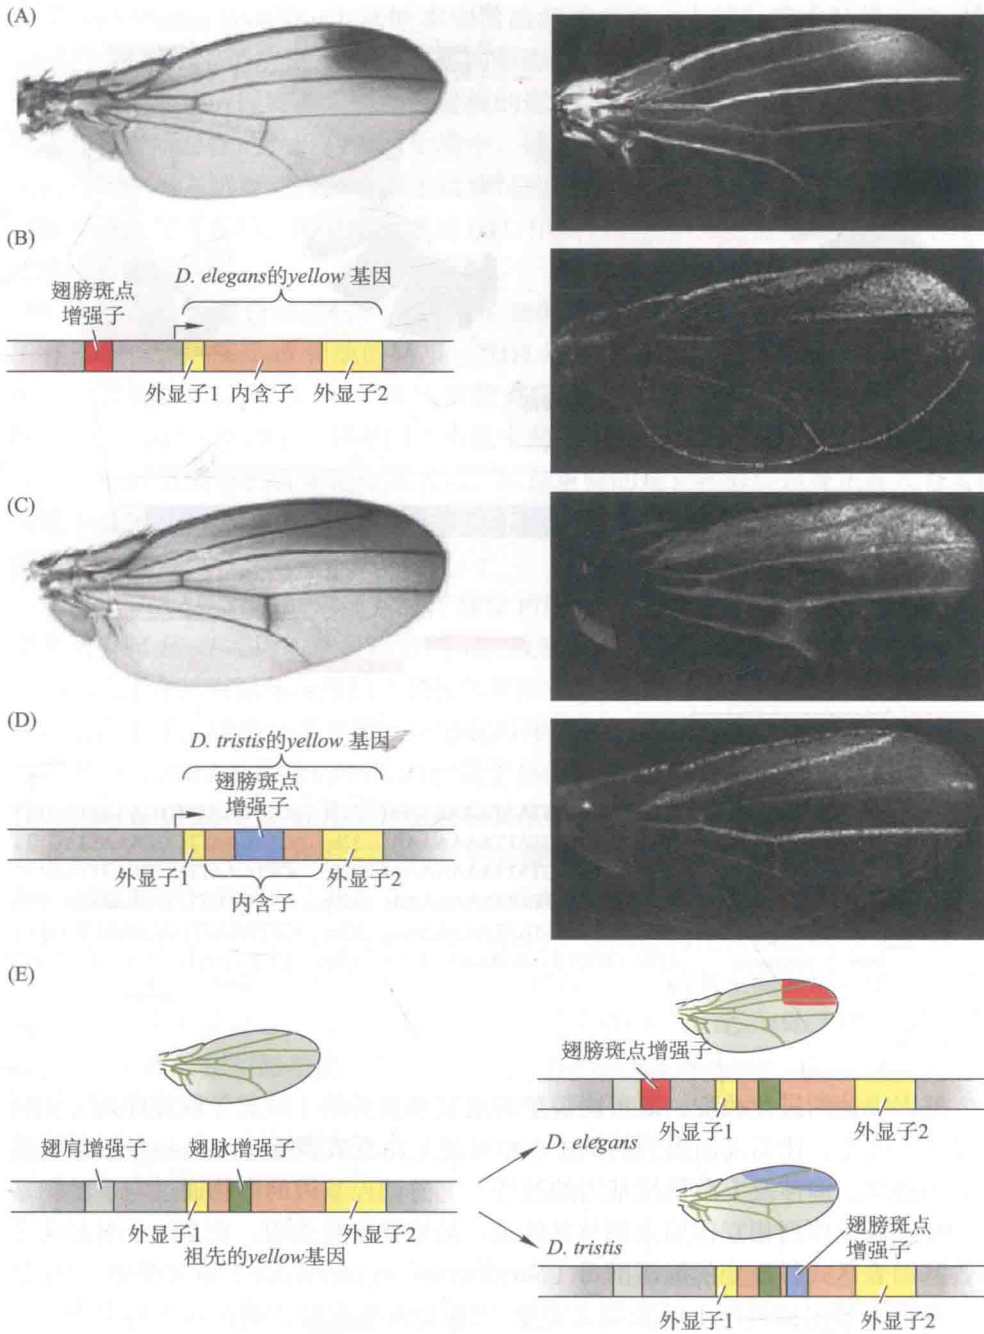 (A)
(B)
D. elegans的yellow 基因
翅膀斑点
增强子
外显子1 内含子 外显子2
(C)
(D)
D. tristis的yellow 基因
翅膀斑点
增强子
外显子1
外显子2
内含子
(E)
翅膀斑点增强子
外显子1
外显子2
D. elegans
翅肩增强子
翅脉增强子
外显子1
外显子2
祖先的yellow基因
D. tristis
翅膀斑点
增强子
外显子1
外显子2